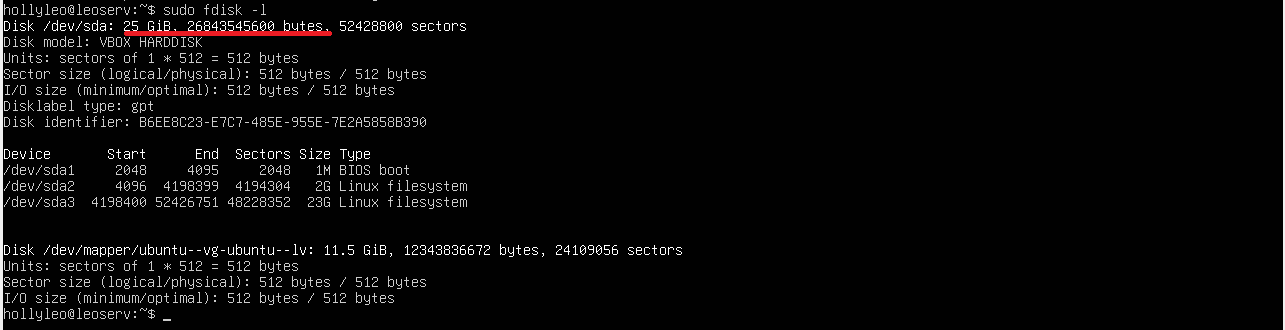 hollyleo@leoserv:~$ sudo fdisk -l
Disk /dev/sda: 25 GiB, 26843545600 bytes, 52428800 sectors
Disk model: VBOX HARDDISK
Units: sectors of 1 * 512 = 512 bytes
Sector size (logical/physical): 512 bytes / 512 bytes
I/O size (minimum/optimal): 512 bytes / 512 bytes
Disklabel type: gpt
Disk identifier: B6EE8C23-E7C7-485E-955E-7E2A5858B390
Device       Start      End  Sectors Size Type
/dev/sda1     2048     4095     2048   1M BIOS boot
/dev/sda2     4096  4198399  4194304   2G Linux filesystem
/dev/sda3  4198400 52426751 48228352  23G Linux filesystem
Disk /dev/mapper/ubuntu--vg-ubuntu--lv: 11.5 GiB, 12343836672 bytes, 24109056 sectors
Units: sectors of 1 * 512 = 512 bytes
Sector size (logical/physical): 512 bytes / 512 bytes
I/O size (minimum/optimal): 512 bytes / 512 bytes
hollyleo@leoserv:~$ _